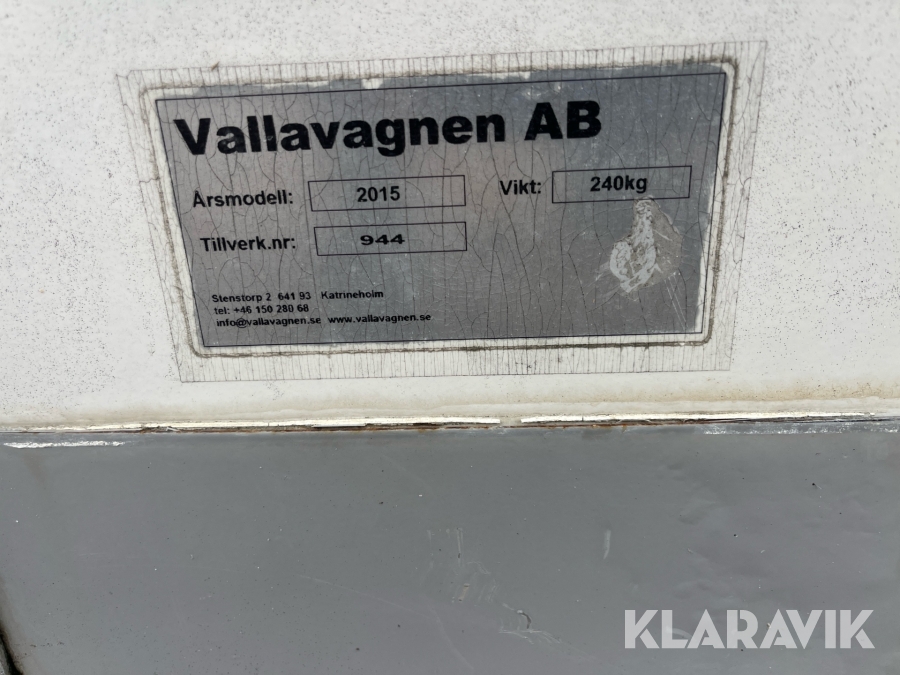 Vallavagnen AB
Årsmodell: 2015 Vikt: 240kg
Tillverk.nr: 944
Stenstorp 2 641 93 Katrineholm
tel: +46 150 280 68
info@vallavagnen.se www.vallavagnen.se
KLARAVIK